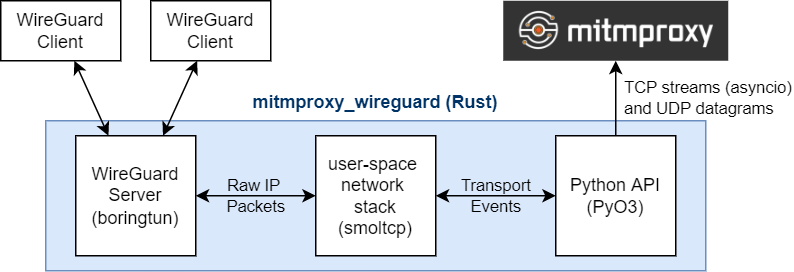 WireGuard
Client
WireGuard
Client
mitmproxy
TCP streams (asyncio)
and UDP datagrams
mitmproxy_wireguard (Rust)
WireGuard
Server
(boringtun)
Raw IP
Packets
user-space
network
stack
(smoltcp)
Transport
Events
Python API
(PyO3)